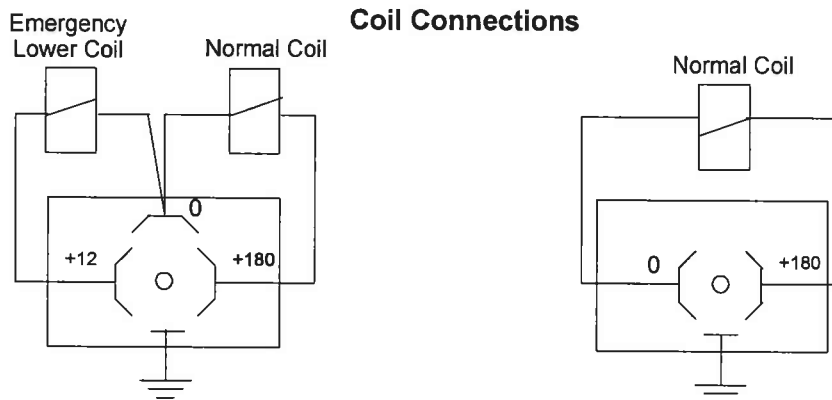 Coil Connections
Emergency
Lower Coil
Normal Coil
0
+12
+180
Normal Coil
0
+180